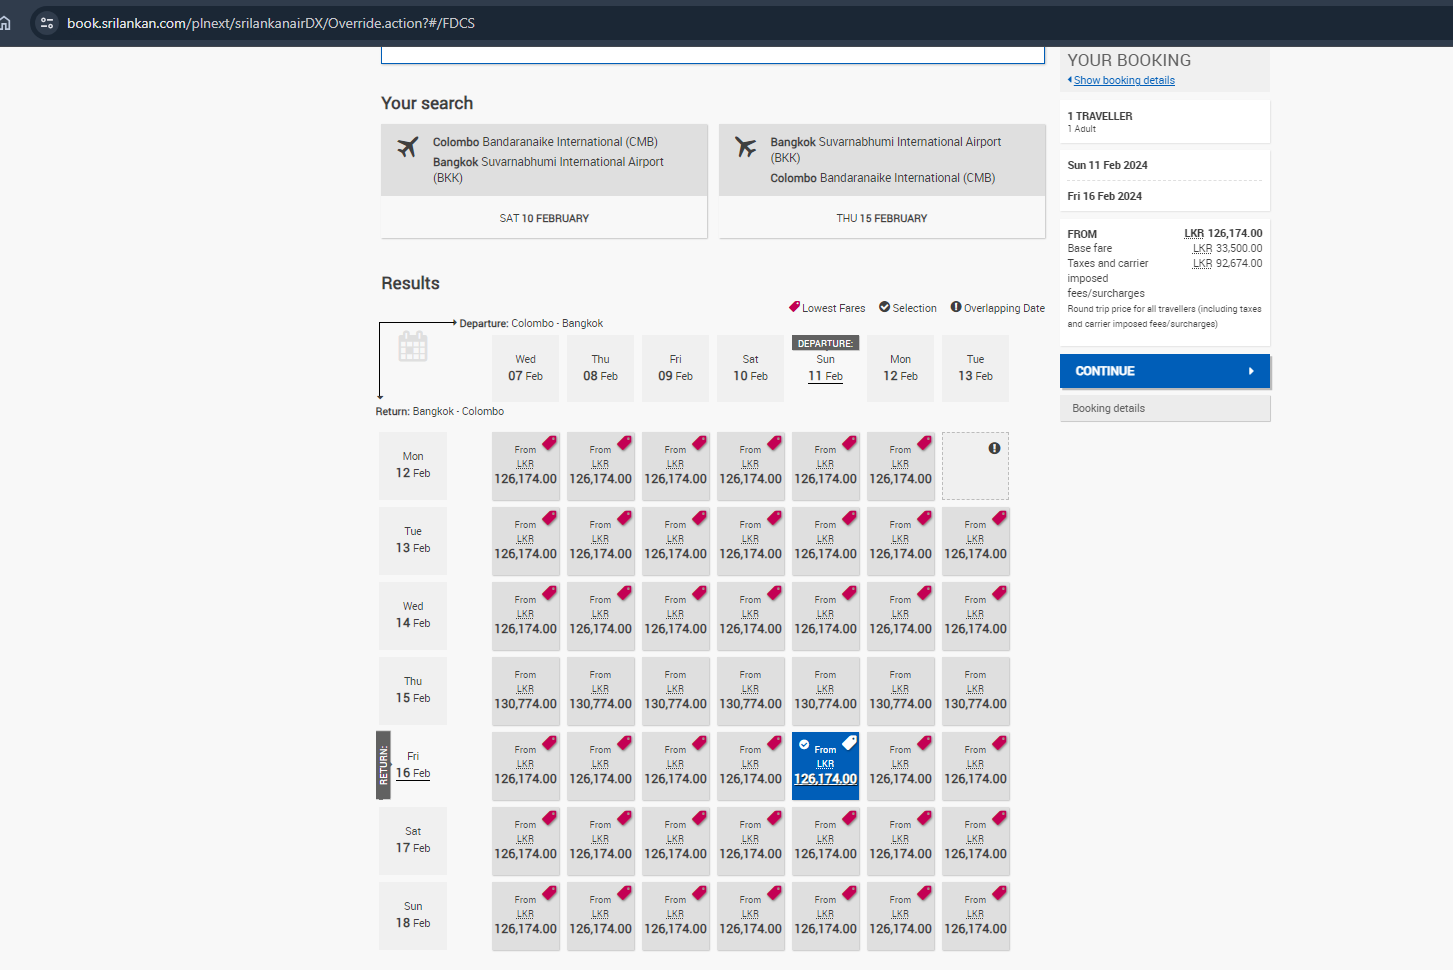 book.srilankan.com/plnext/srilankanairDX/Override.action?#/FDCS
Your search
Colombo Bandaranaike International (CMB)
Bangkok Suvarnabhumi International Airport
(BKK)
SAT 10 FEBRUARY
Bangkok Suvarnabhumi International Airport
(BKK)
Colombo Bandaranaike International (CMB)
THU 15 FEBRUARY
Results
Lowest Fares Selection Overlapping Date
Departure: Colombo - Bangkok
DEPARTURE:
Wed Thu Fri Sat Sun Mon Tue
07 Feb 08 Feb 09 Feb 10 Feb 11 Feb 12 Feb 13 Feb
Return: Bangkok - Colombo
Mon From From From From From From
12 Feb LKR LKR LKR LKR LKR LKR
126,174.00 126,174.00 126,174.00 126,174.00 126,174.00 126,174.00
Tue From From From From From From From
13 Feb LKR LKR LKR LKR LKR LKR LKR
126,174.00 126,174.00 126,174.00 126,174.00 126,174.00 126,174.00 126,174.00
Wed From From From From From From From
14 Feb LKR LKR LKR LKR LKR LKR LKR
126,174.00 126,174.00 126,174.00 126,174.00 126,174.00 126,174.00 126,174.00
Thu From From From From From From From
15 Feb LKR LKR LKR LKR LKR LKR LKR
130,774.00 130,774.00 130,774.00 130,774.00 130,774.00 130,774.00 130,774.00
RETURN:
Fri From From From From From From From
16 Feb LKR LKR LKR LKR LKR LKR LKR
126,174.00 126,174.00 126,174.00 126,174.00 126,174.00 126,174.00 126,174.00
Sat From From From From From From From
17 Feb LKR LKR LKR LKR LKR LKR LKR
126,174.00 126,174.00 126,174.00 126,174.00 126,174.00 126,174.00 126,174.00
Sun From From From From From From From
18 Feb LKR LKR LKR LKR LKR LKR LKR
126,174.00 126,174.00 126,174.00 126,174.00 126,174.00 126,174.00 126,174.00
YOUR BOOKING
Show booking details
1 TRAVELLER
1 Adult
Sun 11 Feb 2024
Fri 16 Feb 2024
FROM LKR 126,174.00
Base fare LKR 33,500.00
Taxes and carrier LKR 92,674.00
imposed
fees/surcharges
Round trip price for all travellers (including taxes
and carrier imposed fees/surcharges)
CONTINUE
Booking details